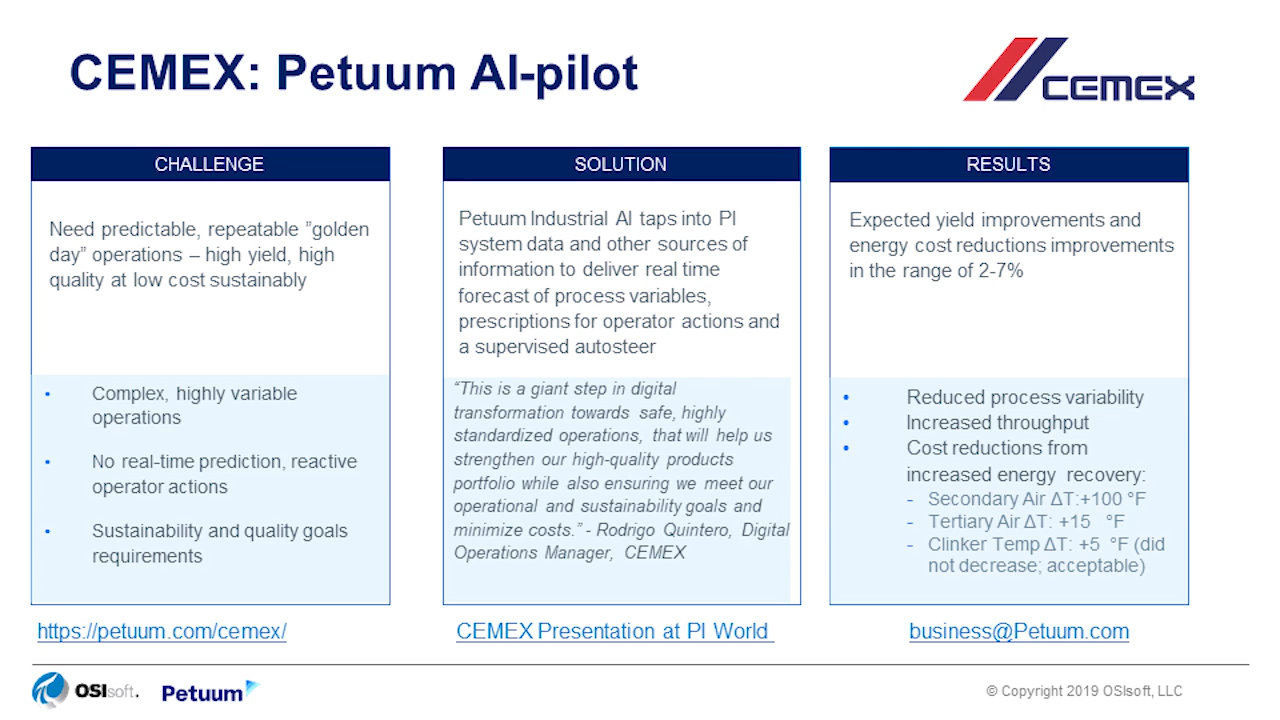 CEMEX: Petuum AI-pilot
CEMEX
CHALLENGE
Need predictable, repeatable ”golden
day” operations – high yield, high
quality at low cost sustainably
• Complex, highly variable
operations
• No real-time prediction, reactive
operator actions
• Sustainability and quality goals
requirements
https://petuum.com/cemex/
SOLUTION
Petuum Industrial AI taps into PI
system data and other sources of
information to deliver real time
forecast of process variables,
prescriptions for operator actions and
a supervised autosteer
“This is a giant step in digital
transformation towards safe, highly
standardized operations, that will help us
strengthen our high-quality products
portfolio while also ensuring we meet our
operational and sustainability goals and
minimize costs.” - Rodrigo Quintero, Digital
Operations Manager, CEMEX
CEMEX Presentation at PI World
RESULTS
Expected yield improvements and
energy cost reductions improvements
in the range of 2-7%
• Reduced process variability
• Increased throughput
• Cost reductions from
increased energy recovery:
- Secondary Air ΔT:+100 °F
- Tertiary Air ΔT: +15 °F
- Clinker Temp ΔT: +5 °F (did
not decrease; acceptable)
business@Petuum.com
OSIsoft.
Petuum
© Copyright 2019 OSIsoft, LLC